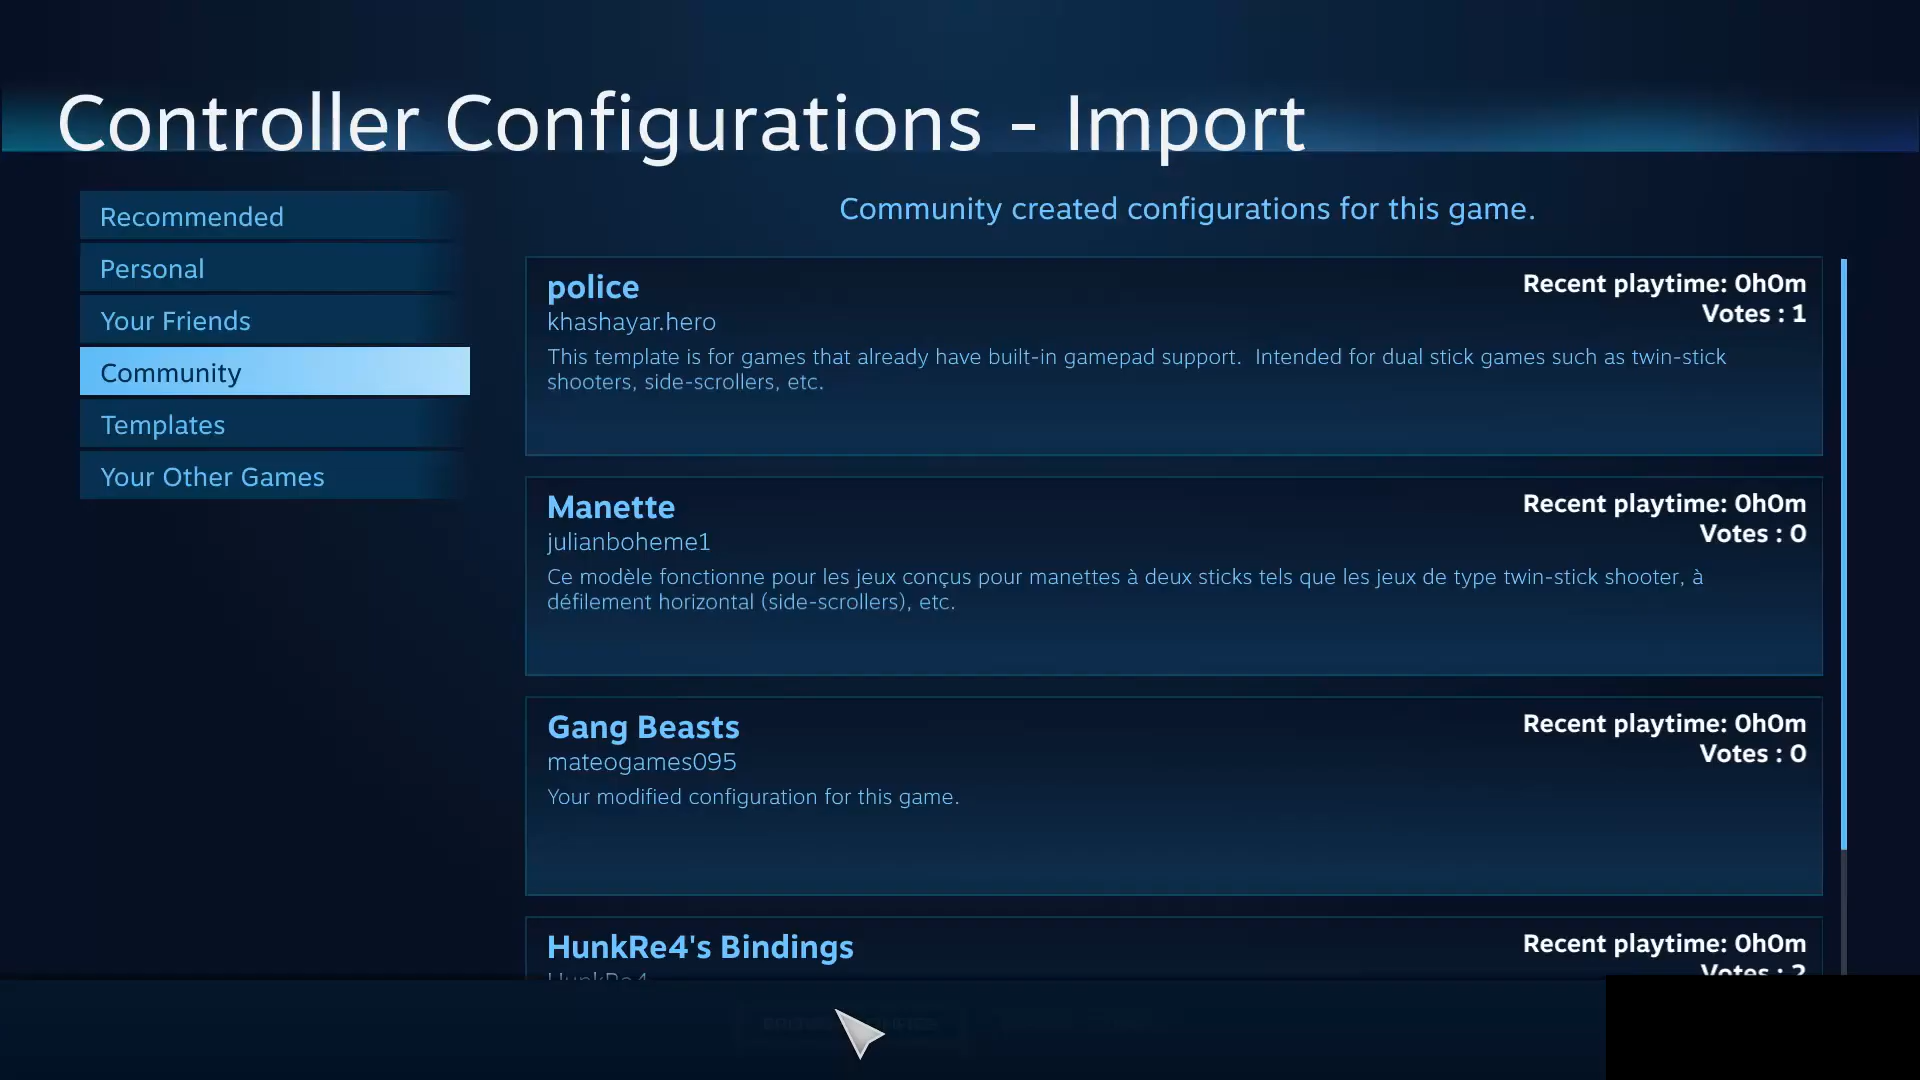 Controller Configurations - Import
Recommended
Personal
Your Friends
Community
Templates
Your Other Games
Community created configurations for this game.
police
Recent playtime: 0h0m
khashayar.hero
Votes : 1
This template is for games that already have built-in gamepad support.  Intended for dual stick games such as twin-stick
shooters, side-scrollers, etc.
Manette
Recent playtime: 0h0m
julianboheme1
Votes : 0
Ce modèle fonctionne pour les jeux conçus pour manettes à deux sticks tels que les jeux de type twin-stick shooter, à
défilement horizontal (side-scrollers), etc.
Gang Beasts
Recent playtime: 0h0m
mateogames095
Votes : 0
Your modified configuration for this game.
HunkRe4's Bindings
Recent playtime: 0h0m
HunkRe4
Votes : 2